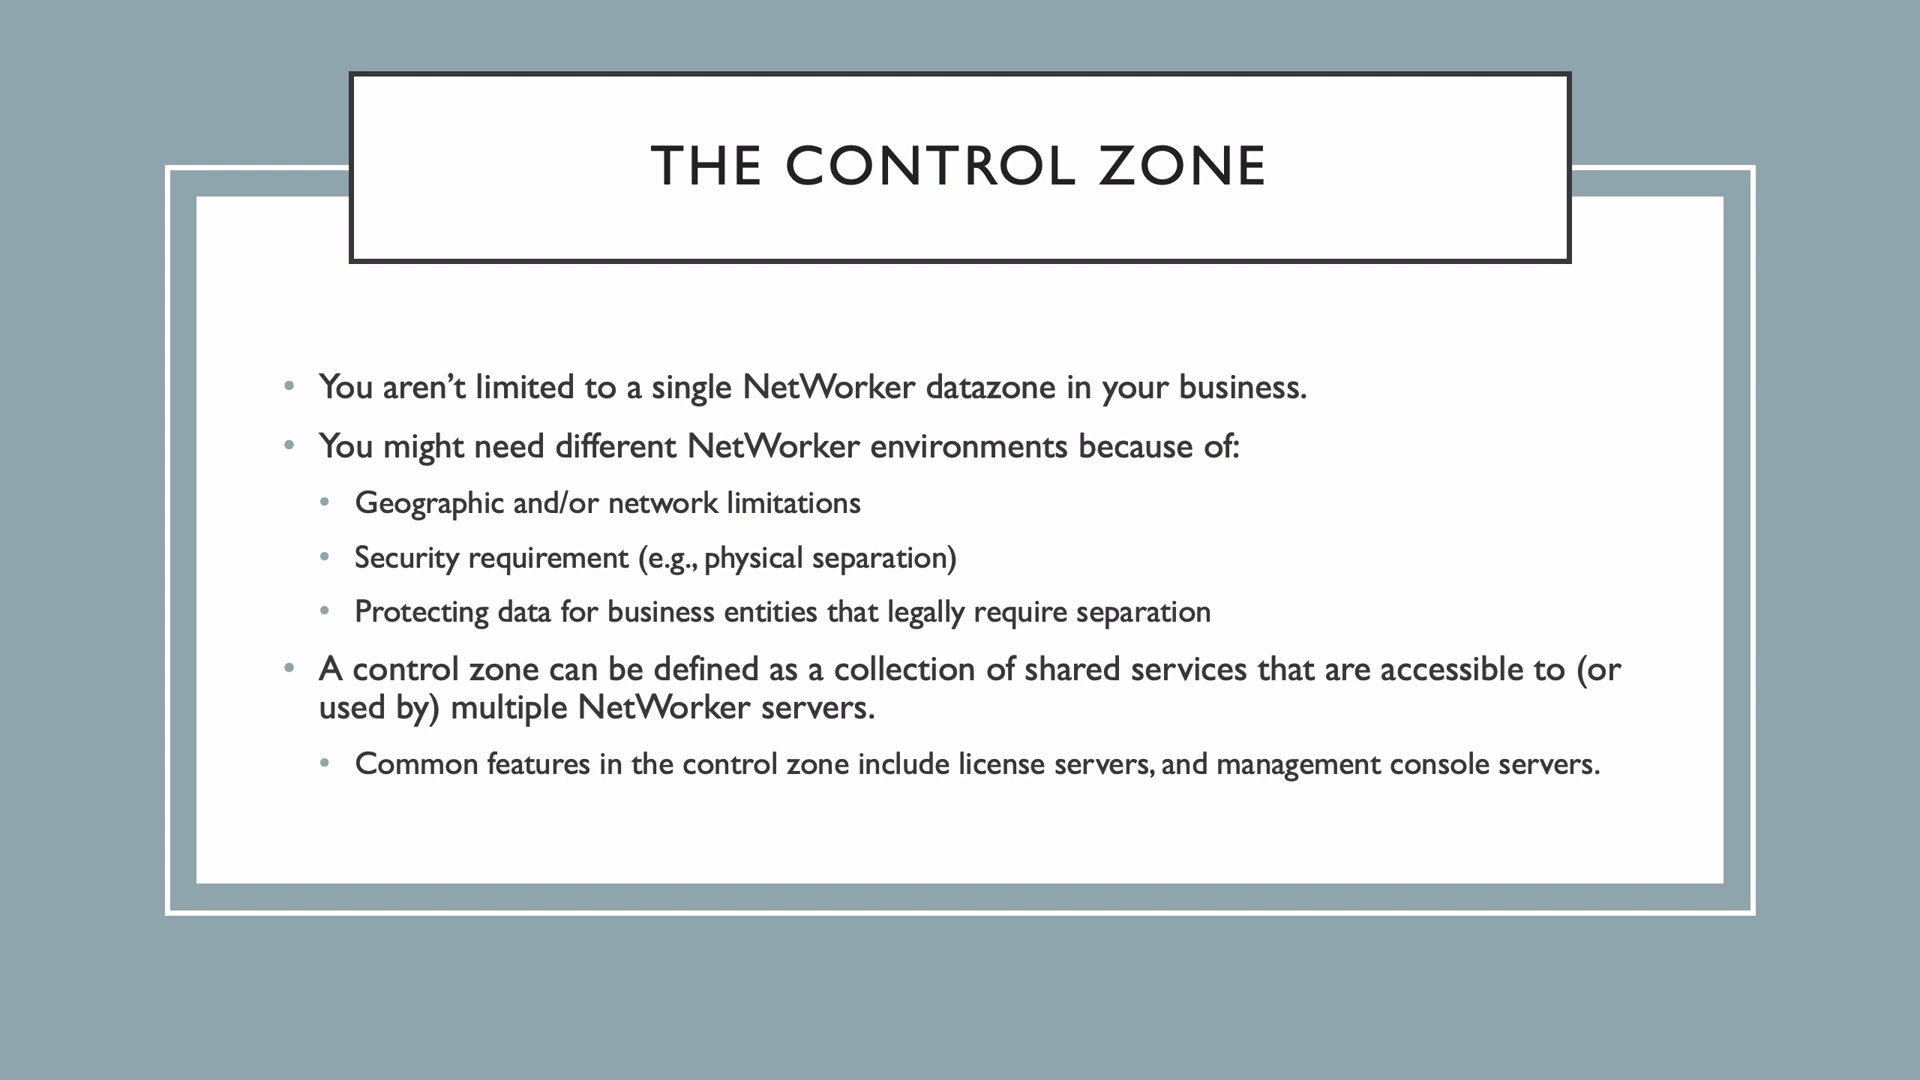 THE CONTROL ZONE
• You aren’t limited to a single NetWorker datazone in your business.
• You might need different NetWorker environments because of:
• Geographic and/or network limitations
• Security requirement (e.g., physical separation)
• Protecting data for business entities that legally require separation
• A control zone can be defined as a collection of shared services that are accessible to (or
used by) multiple NetWorker servers.
• Common features in the control zone include license servers, and management console servers.